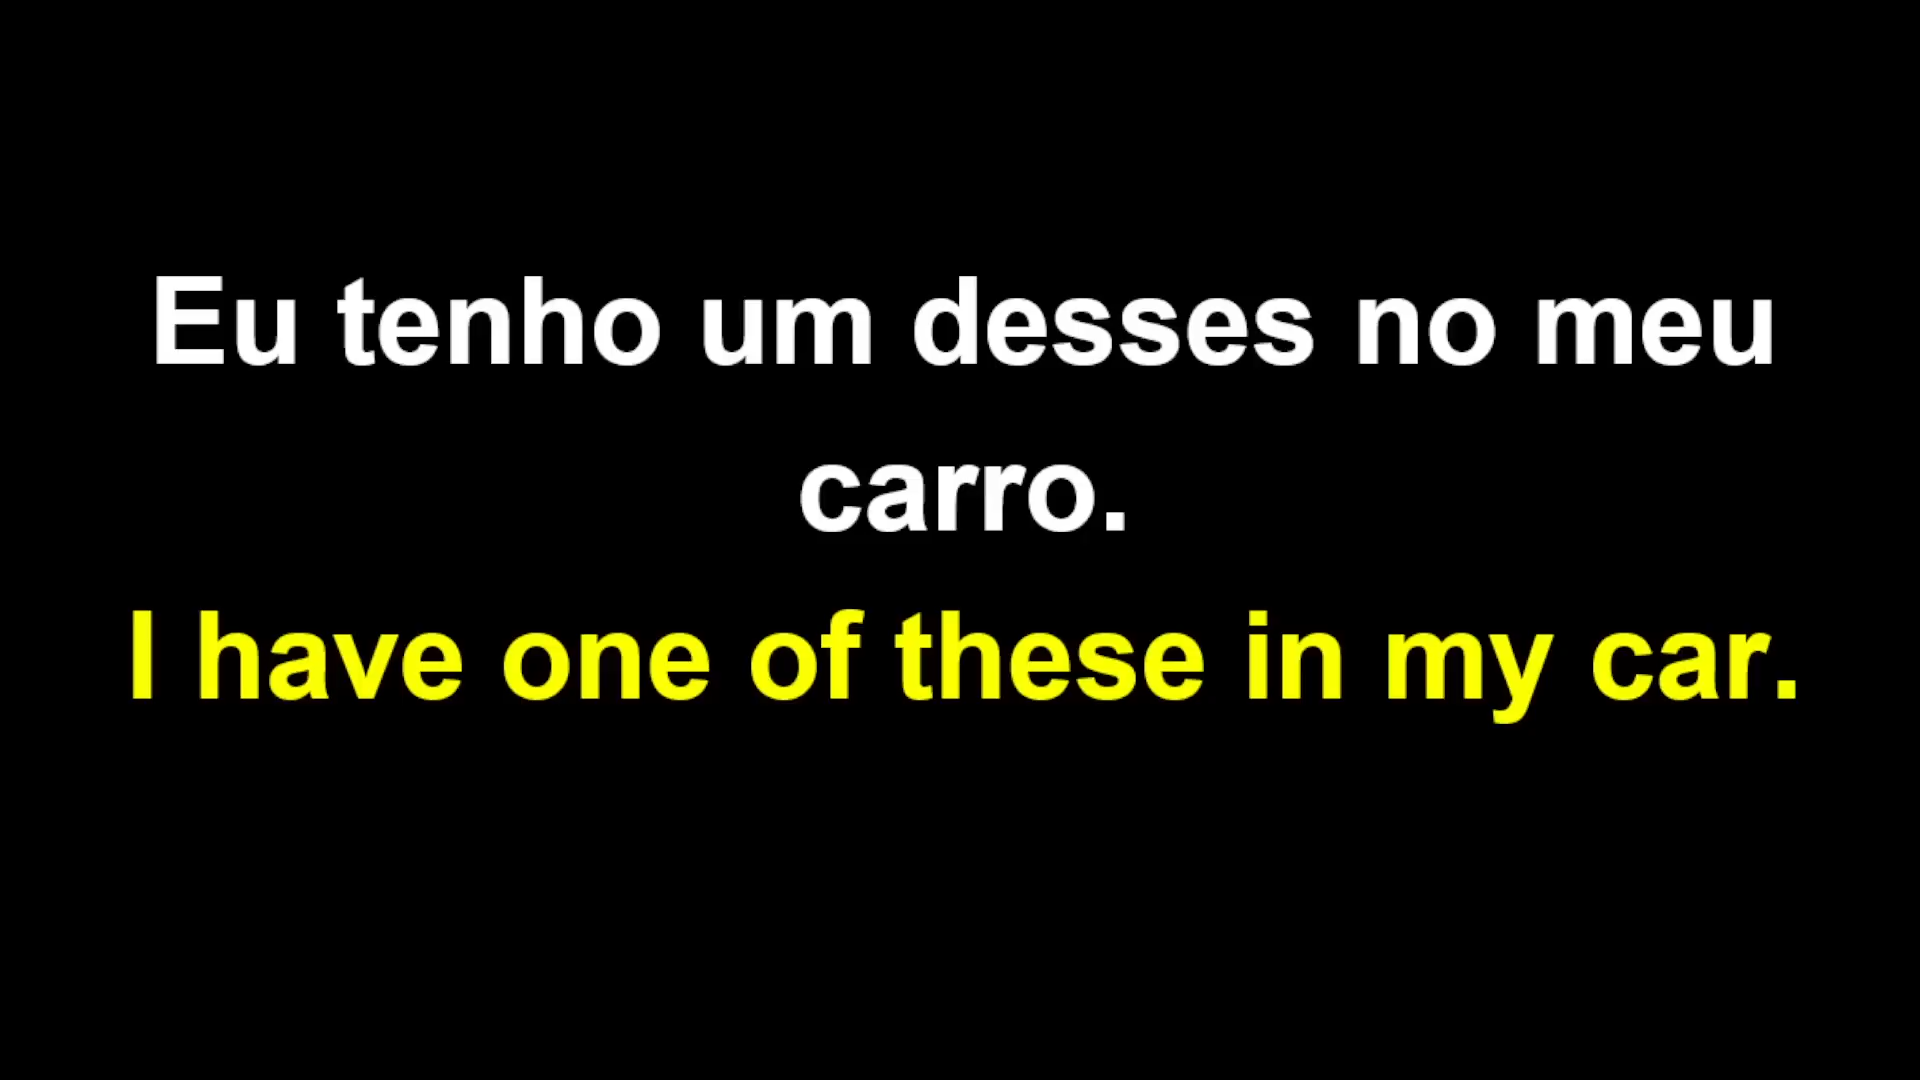 Eu tenho um desses no meu
carro.
I have one of these in my car.